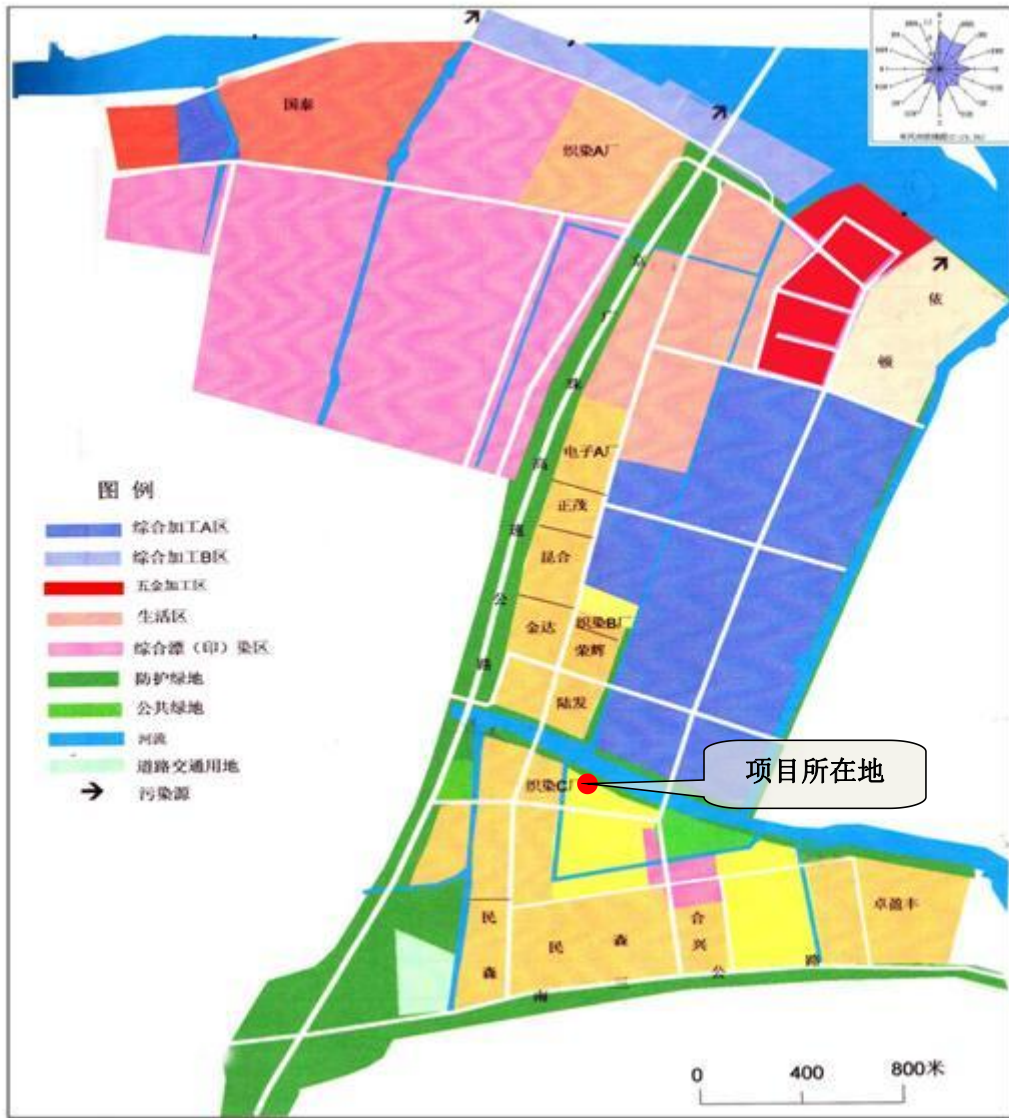 国泰
织染A厂
依
顿
广
珠
高
速
公
路
电子A厂
正茂
昆合
金达
织染B厂
荣辉
陆发
图 例
综合加工A区
综合加工B区
五金加工区
生活区
综合漂（印）染区
防护绿地
公共绿地
河流
道路交通用地
污染源
项目所在地
织染C厂
民
森
民 森
合
兴
卓盈丰
南 三 公 路
0 400 800米